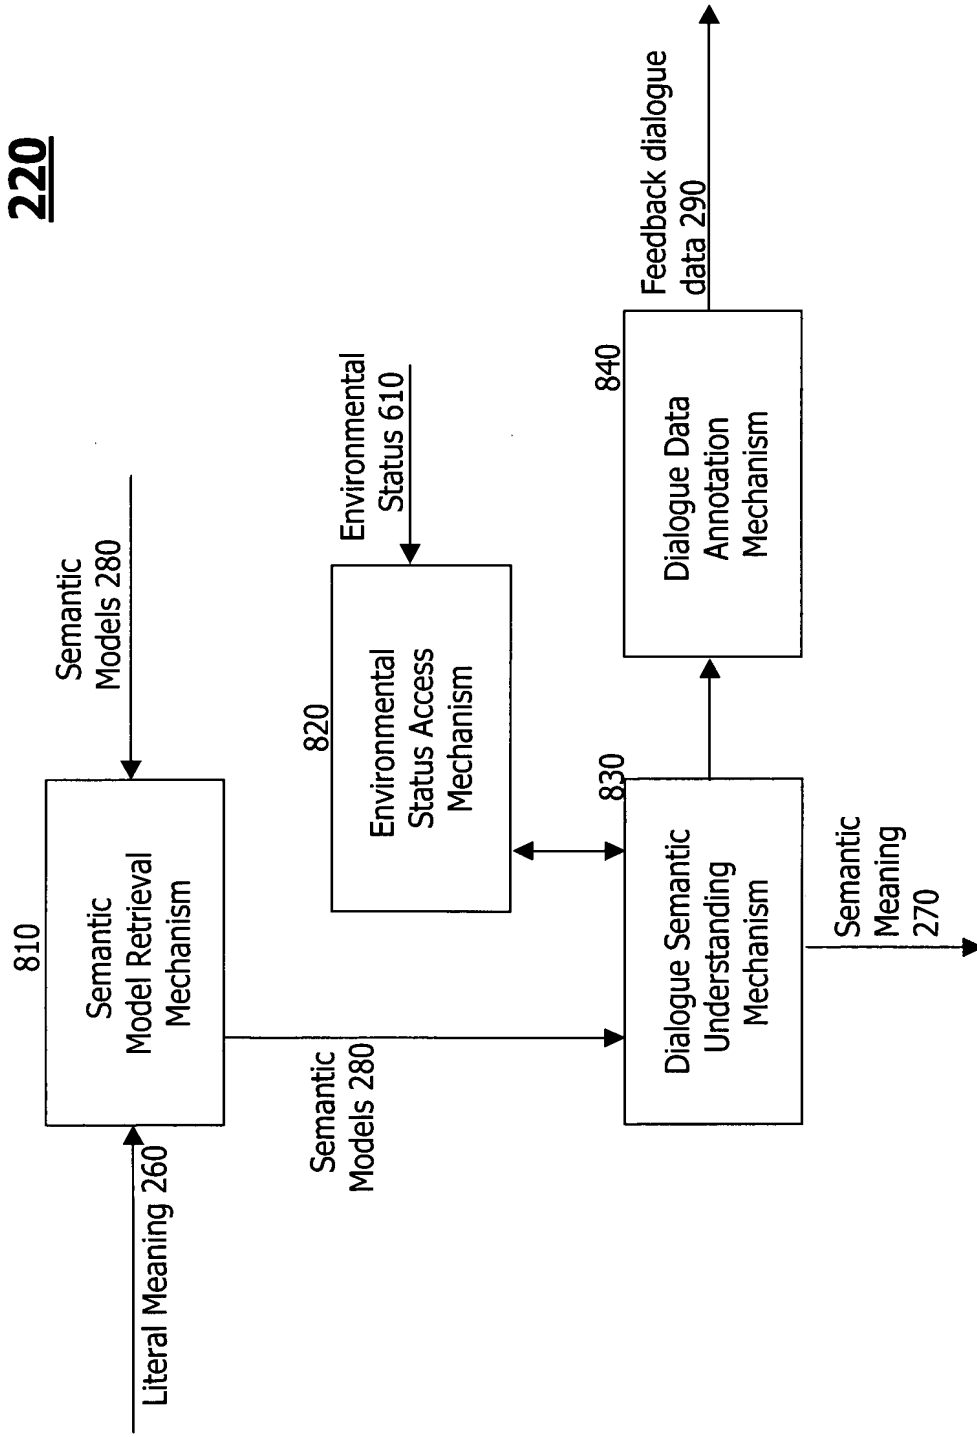 220
810
Semantic
Model Retrieval
Mechanism
Literal Meaning 260
Semantic
Models 280
Semantic
Models 280
820
Environmental
Status Access
Mechanism
Environmental
Status 610
830
Dialogue Semantic
Understanding
Mechanism
Semantic
Meaning
270
840
Dialogue Data
Annotation
Mechanism
Feedback dialogue
data 290